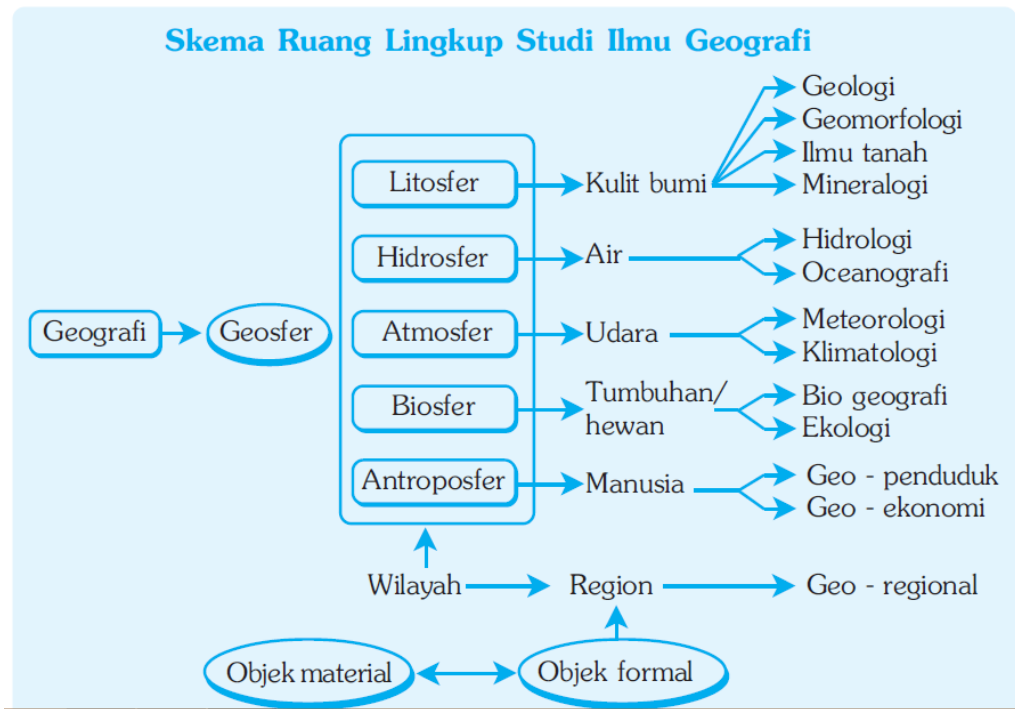 Skema Ruang Lingkup Studi Ilmu Geografi
Geografi
Geosfer
Litosfer
Kulit bumi
Geologi
Geomorfologi
Ilmu tanah
Mineralogi
Hidrosfer
Air
Hidrologi
Oceanografi
Atmosfer
Udara
Meteorologi
Klimatologi
Biosfer
Tumbuhan/
hewan
Bio geografi
Ekologi
Antroposfer
Manusia
Geo - penduduk
Geo - ekonomi
Wilayah
Region
Geo - regional
Objek material
Objek formal